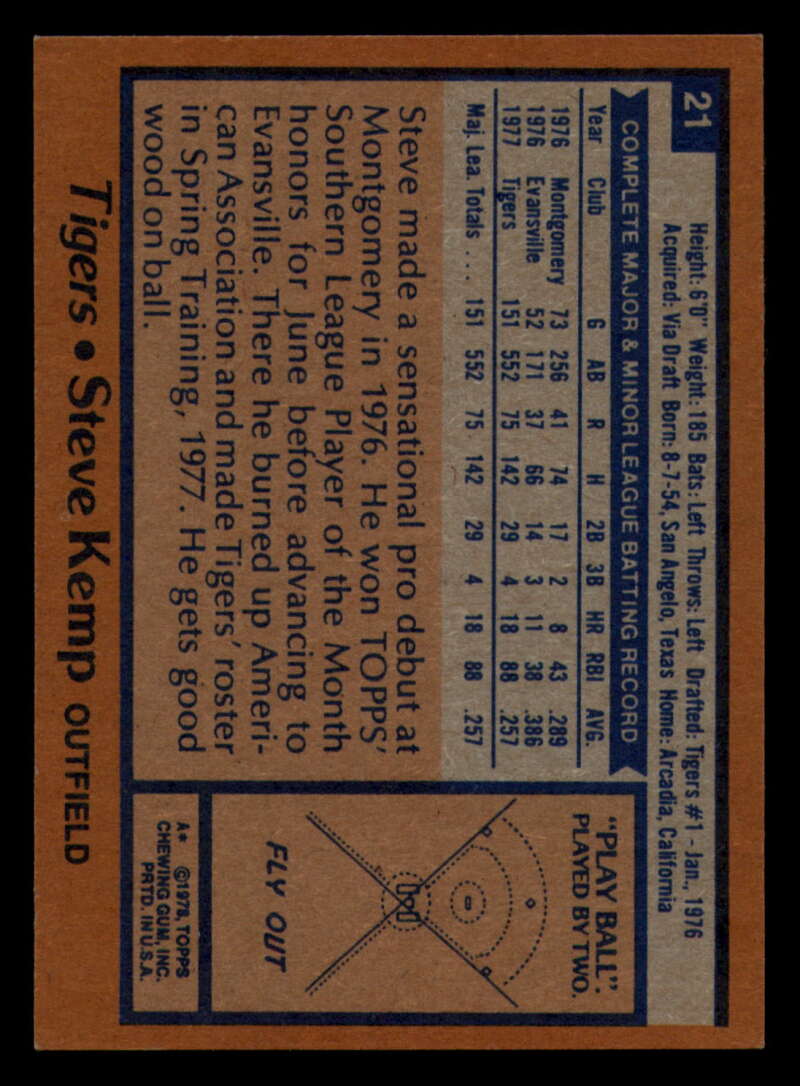 21
Height: 6'0" Weight: 185 Bats: Left Throws: Left Drafted: Tigers #1 - Jan., 1976
Acquired: Via Draft Born: 8-7-54, San Angelo, Texas Home: Arcadia, California
COMPLETE MAJOR & MINOR LEAGUE BATTING RECORD
Year Club G AB R H 2B 3B HR RBI AVG.
1976 Montgomery 73 256 41 74 17 2 8 43 .289
1976 Evansville 52 171 37 66 14 3 11 38 .386
1977 Tigers 151 552 75 142 29 4 18 88 .257
Maj. Lea. Totals ... 151 552 75 142 29 4 18 88 .257
Steve made a sensational pro debut at
Montgomery in 1976. He won TOPPS'
Southern League Player of the Month
honors for June before advancing to
Evansville. There he burned up Ameri-
can Association and made Tigers' roster
in Spring Training, 1977. He gets good
wood on ball.
"PLAY BALL":
PLAYED BY TWO.
FLY OUT
A* ©1978, TOPPS
CHEWING GUM, INC.
PRTD. IN U.S.A.
Tigers • Steve Kemp OUTFIELD